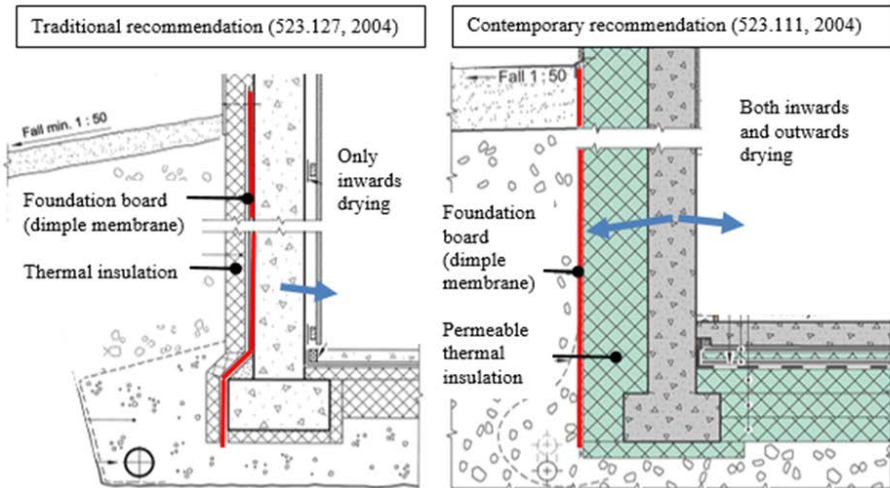 Traditional recommendation (523.127, 2004)
Fall min. 1 : 50
Foundation board
(dimple membrane)
Thermal insulation
Only
inwards
drying
Contemporary recommendation (523.111, 2004)
Fall 1 : 50
Both inwards
and outwards
drying
Foundation
board
(dimple
membrane)
Permeable
thermal
insulation